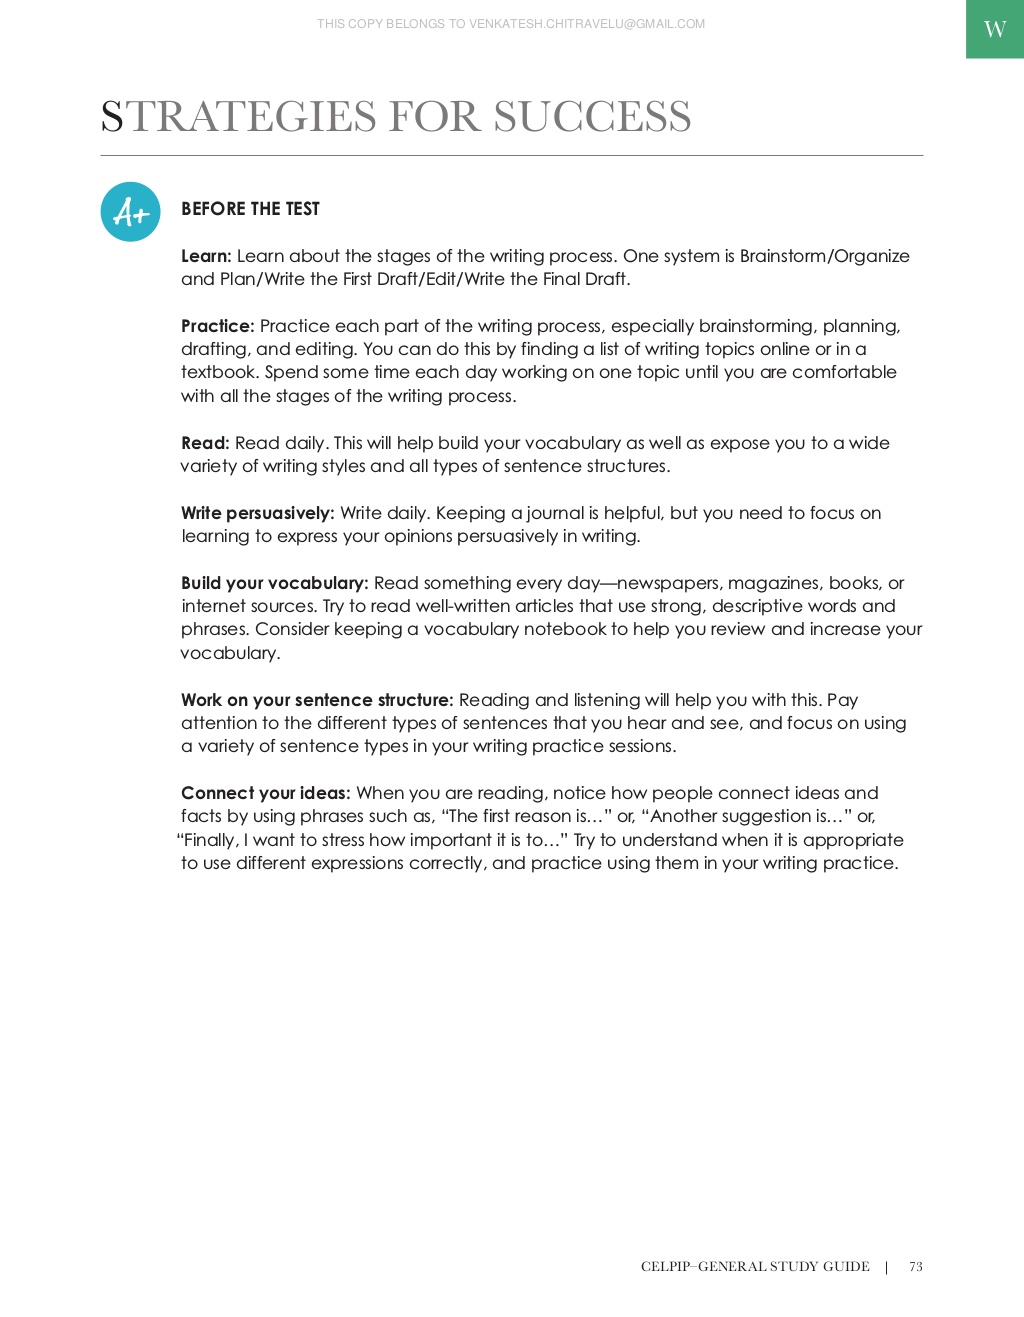 THIS COPY BELONGS TO VENKATESH.CHITRAVELU@GMAIL.COM
W
STRATEGIES FOR SUCCESS
A+
BEFORE THE TEST
Learn: Learn about the stages of the writing process. One system is Brainstorm/Organize
and Plan/Write the First Draft/Edit/Write the Final Draft.
Practice: Practice each part of the writing process, especially brainstorming, planning,
drafting, and editing. You can do this by finding a list of writing topics online or in a
textbook. Spend some time each day working on one topic until you are comfortable
with all the stages of the writing process.
Read: Read daily. This will help build your vocabulary as well as expose you to a wide
variety of writing styles and all types of sentence structures.
Write persuasively: Write daily. Keeping a journal is helpful, but you need to focus on
learning to express your opinions persuasively in writing.
Build your vocabulary: Read something every day—newspapers, magazines, books, or
internet sources. Try to read well-written articles that use strong, descriptive words and
phrases. Consider keeping a vocabulary notebook to help you review and increase your
vocabulary.
Work on your sentence structure: Reading and listening will help you with this. Pay
attention to the different types of sentences that you hear and see, and focus on using
a variety of sentence types in your writing practice sessions.
Connect your ideas: When you are reading, notice how people connect ideas and
facts by using phrases such as, “The first reason is…” or, “Another suggestion is…” or,
“Finally, I want to stress how important it is to…” Try to understand when it is appropriate
to use different expressions correctly, and practice using them in your writing practice.
CELPIP–GENERAL STUDY GUIDE | 73